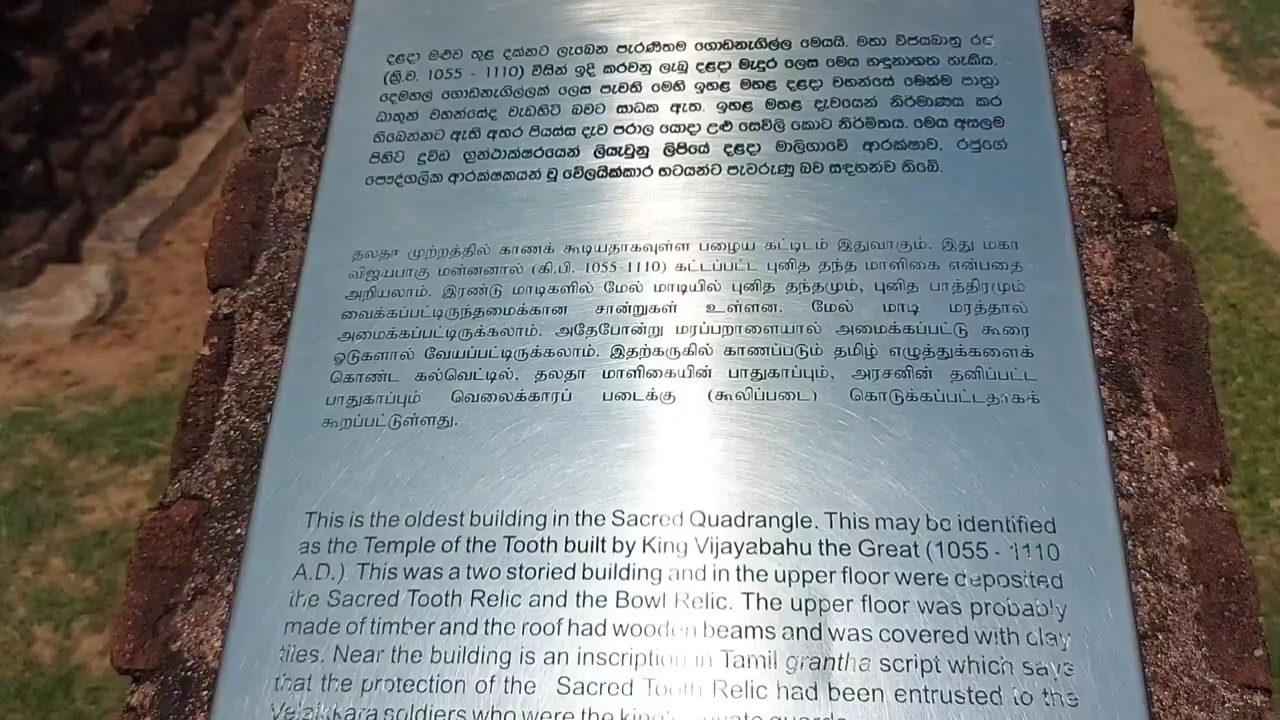 දළදා මළුව තුළ දක්නට ලැබෙන පැරණිතම ගොඩනැගිල්ල මෙයයි. මහා විජයබාහු රජු
(ක්‍රි.ව. 1055 - 1110) විසින් ඉදි කරවනු ලැබූ දළදා මැදුර ලෙස මෙය හඳුනාගත හැකිය.
දෙමහල් ගොඩනැගිල්ලක් ලෙස පැවති මෙහි ඉහළ මහළ දළදා වහන්සේ මෙන්ම පාත්‍රා
ධාතූන් වහන්සේද වැඩහිටි බවට සාධක ඇත. ඉහළ මහළ දැවයෙන් නිර්මාණය කර
තිබෙන්නට ඇති අතර පියස්ස දැව පරාල යොදා උළු සෙවිලි කොට නිර්මිතය. මෙය අසලම
පිහිටි ද්‍රවිඩ ග්‍රන්ථාක්ෂරයෙන් ලියැවුනු ලිපියේ දළදා මාලිගාවේ ආරක්ෂාව, රජුගේ
පෞද්ගලික ආරක්ෂකයන් වූ වේලයික්කාර භටයන්ට පැවරුණු බව සඳහන්ව තිබේ.
தலதா முற்றத்தில் காணக் கூடியதாகவுள்ள பழைய கட்டிடம் இதுவாகும். இது மகா
விஜயபாகு மன்னனால் (கி.பி. 1055-1110) கட்டப்பட்ட புனித தந்த மாளிகை என்பதை
அறியலாம். இரண்டு மாடிகளில் மேல் மாடியில் புனித தந்தமும், புனித பாத்திரமும்
வைக்கப்பட்டிருந்தமைக்கான சான்றுகள் உள்ளன. மேல் மாடி மரத்தால்
அமைக்கப்பட்டிருக்கலாம். அதேபோன்று மரப்பறாளையால் அமைக்கப்பட்டு கூரை
ஓடுகளால் வேயப்பட்டிருக்கலாம். இதற்கருகில் காணப்படும் தமிழ் எழுத்துக்களைக்
கொண்ட கல்வெட்டில், தலதா மாளிகையின் பாதுகாப்பும், அரசனின் தனிப்பட்ட
பாதுகாப்பும் வெலைக்காரப் படைக்கு (கூலிப்படை) கொடுக்கப்பட்டதாகக்
கூறப்பட்டுள்ளது.
This is the oldest building in the Sacred Quadrangle. This may be identified
as the Temple of the Tooth built by King Vijayabahu the Great (1055 - 1110
A.D.). This was a two storied building and in the upper floor were deposited
the Sacred Tooth Relic and the Bowl Relic. The upper floor was probably
made of timber and the roof had wooden beams and was covered with clay
tiles. Near the building is an inscription in Tamil grantha script which says
that the protection of the Sacred Tooth Relic had been entrusted to the
Velaikkara soldiers who were the king's private guards.